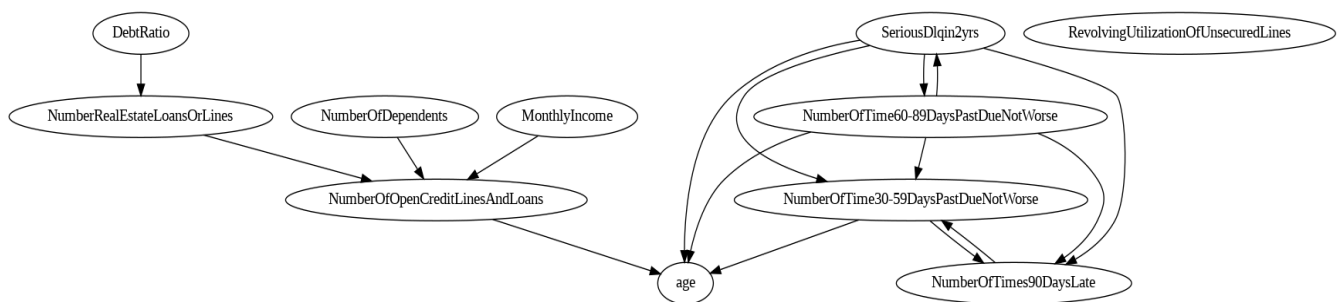 DebtRatio
SeriousDlqin2yrs
RevolvingUtilizationOfUnsecuredLines
NumberRealEstateLoansOrLines
NumberOfDependents
MonthlyIncome
NumberOfTime60-89DaysPastDueNotWorse
NumberOfOpenCreditLinesAndLoans
NumberOfTime30-59DaysPastDueNotWorse
age
NumberOfTimes90DaysLate